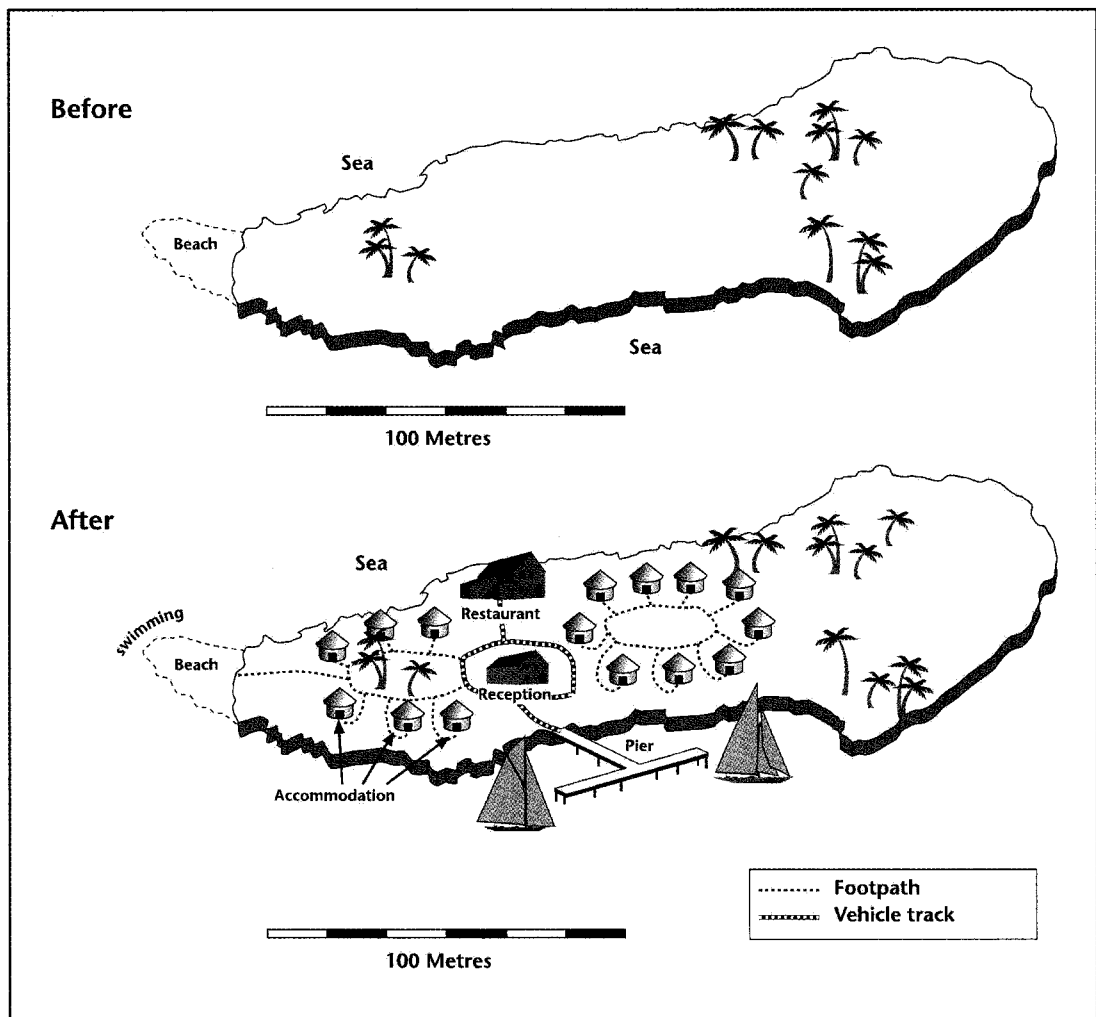 Before
Sea
Beach
Sea
100 Metres
After
Sea
swimming
Restaurant
Beach
Reception
Pier
Accommodation
Footpath
Vehicle track
100 Metres